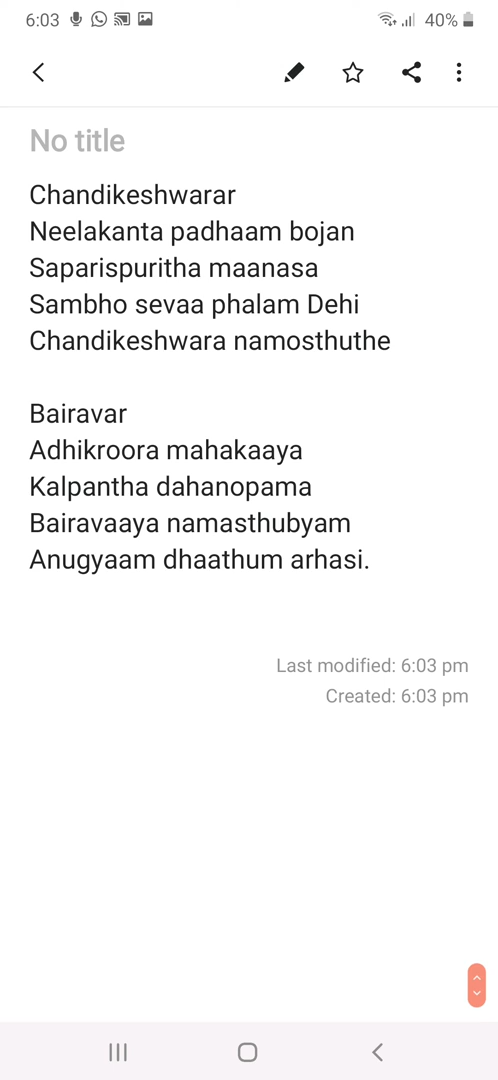 6:03 40%
No title
Chandikeshwarar
Neelakanta padhaam bojan
Saparispuritha maanasa
Sambho sevaa phalam Dehi
Chandikeshwara namosthuthe
Bairavar
Adhikroora mahakaaya
Kalpantha dahanopama
Bairavaaya namasthubyam
Anugyaam dhaathum arhasi.
Last modified: 6:03 pm
Created: 6:03 pm